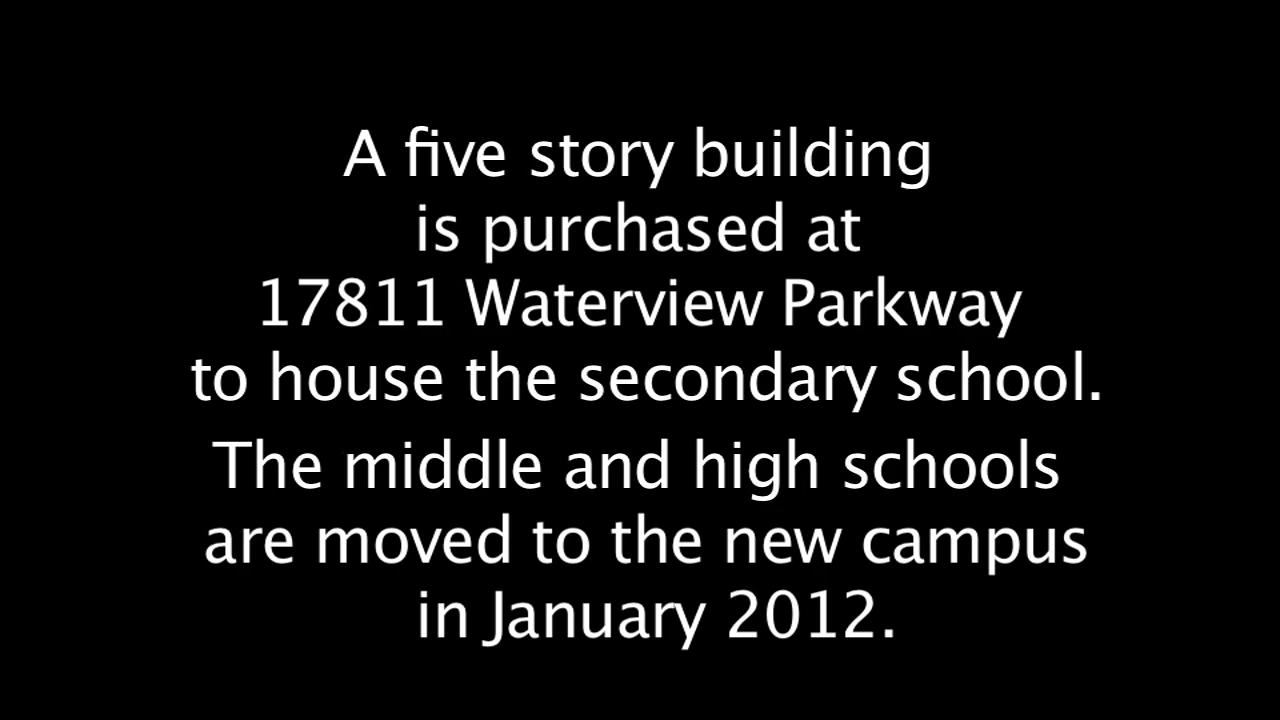 A five story building
is purchased at
17811 Waterview Parkway
to house the secondary school.
The middle and high schools
are moved to the new campus
in January 2012.